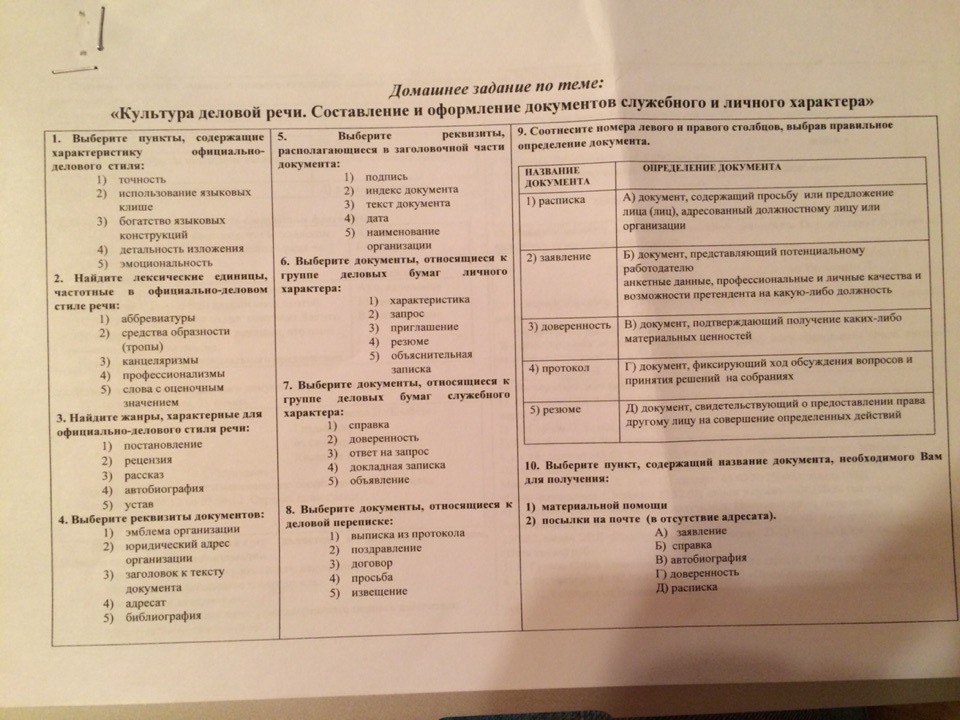 Домашнее задание по теме:
«Культура деловой речи. Составление и оформление документов служебного и личного характера»
1. Выберите пункты, содержащие
характеристику официально-
делового стиля:
1) точность
2) использование языковых
клише
3) богатство языковых
конструкций
4) детальность изложения
5) эмоциональность
2. Найдите лексические единицы,
частотные в официально-деловом
стиле речи:
1) аббревиатуры
2) средства образности
(тропы)
3) канцеляризмы
4) профессионализмы
5) слова с оценочным
значением
3. Найдите жанры, характерные для
официально-делового стиля речи:
1) постановление
2) рецензия
3) рассказ
4) автобиография
5) устав
4. Выберите реквизиты документов:
1) эмблема организации
2) юридический адрес
организации
3) заголовок к тексту
документа
4) адресат
5) библиография
5. Выберите реквизиты,
располагающиеся в заголовочной части
документа:
1) подпись
2) индекс документа
3) текст документа
4) дата
5) наименование
организации
6. Выберите документы, относящиеся к
группе деловых бумаг личного
характера:
1) характеристика
2) запрос
3) приглашение
4) резюме
5) объяснительная
записка
7. Выберите документы, относящиеся к
группе деловых бумаг служебного
характера:
1) справка
2) доверенность
3) ответ на запрос
4) докладная записка
5) объявление
8. Выберите документы, относящиеся к
деловой переписке:
1) выписка из протокола
2) поздравление
3) договор
4) просьба
5) извещение
9. Соотнесите номера левого и правого столбцов, выбрав правильное
определение документа.
НАЗВАНИЕ
ДОКУМЕНТА
ОПРЕДЕЛЕНИЕ ДОКУМЕНТА
1) расписка
А) документ, содержащий просьбу или предложение
лица (лиц), адресованный должностному лицу или
организации
2) заявление
Б) документ, представляющий потенциальному
работодателю
анкетные данные, профессиональные и личные качества и
возможности претендента на какую-либо должность
3) доверенность
В) документ, подтверждающий получение каких-либо
материальных ценностей
4) протокол
Г) документ, фиксирующий ход обсуждения вопросов и
принятия решений на собраниях
5) резюме
Д) документ, свидетельствующий о предоставлении права
другому лицу на совершение определенных действий
10. Выберите пункт, содержащий название документа, необходимого Вам
для получения:
1) материальной помощи
2) посылки на почте (в отсутствие адресата).
А) заявление
Б) справка
В) автобиография
Г) доверенность
Д) расписка